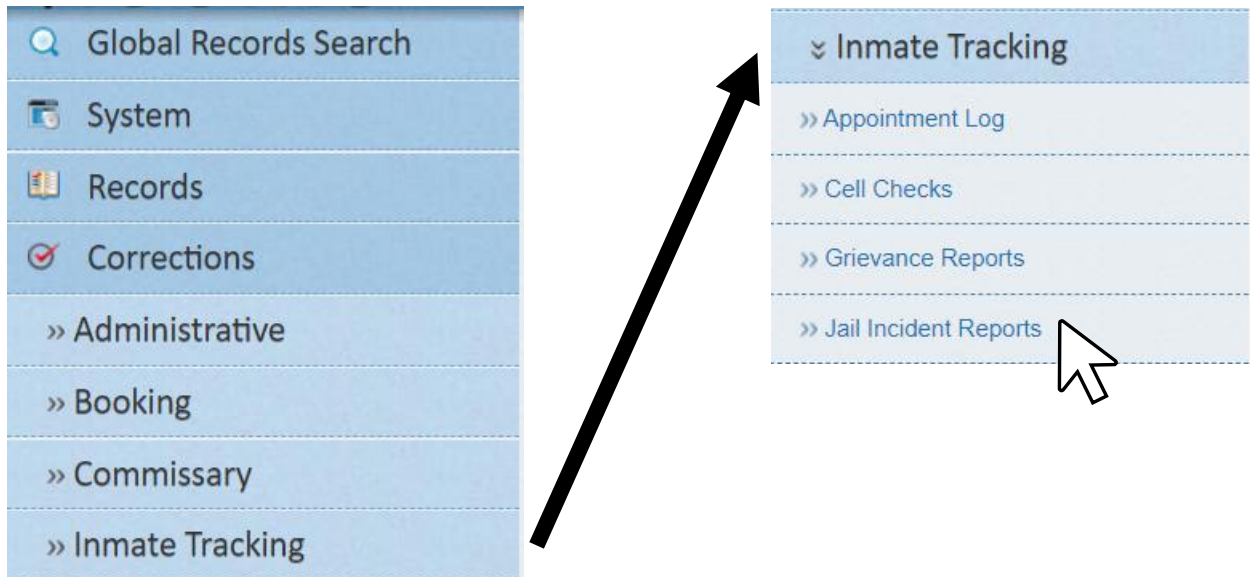 Global Records Search
System
Records
Corrections
» Administrative
» Booking
» Commissary
» Inmate Tracking
Inmate Tracking
» Appointment Log
» Cell Checks
» Grievance Reports
» Jail Incident Reports